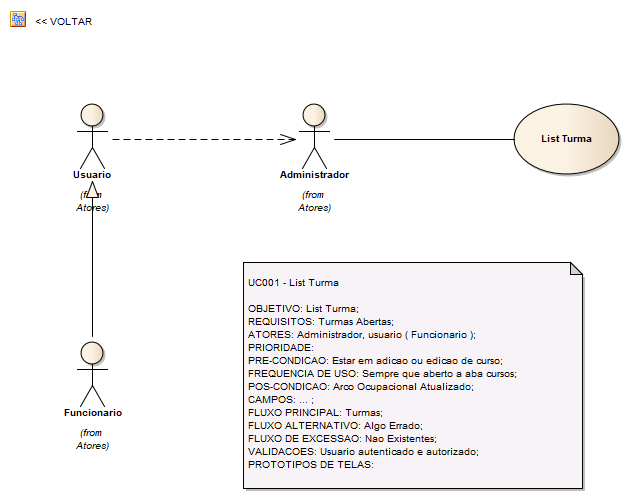 << VOLTAR
Usuario
(from
Atores)
Administrador
(from
Atores)
List Turma
Funcionario
(from
Atores)
UC001 - List Turma
OBJETIVO: List Turma;
REQUISITOS: Turmas Abertas;
ATORES: Administrador, usuario ( Funcionario );
PRIORIDADE:
PRE-CONDICAO: Estar em adicao ou edicao de curso;
FREQUENCIA DE USO: Sempre que aberto a aba cursos;
POS-CONDICAO: Arco Ocupacional Atualizado;
CAMPOS: ... ;
FLUXO PRINCIPAL: Turmas;
FLUXO ALTERNATIVO: Algo Errado;
FLUXO DE EXCESSAO: Nao Existentes;
VALIDACOES: Usuario autenticado e autorizado;
PROTOTIPOS DE TELAS: